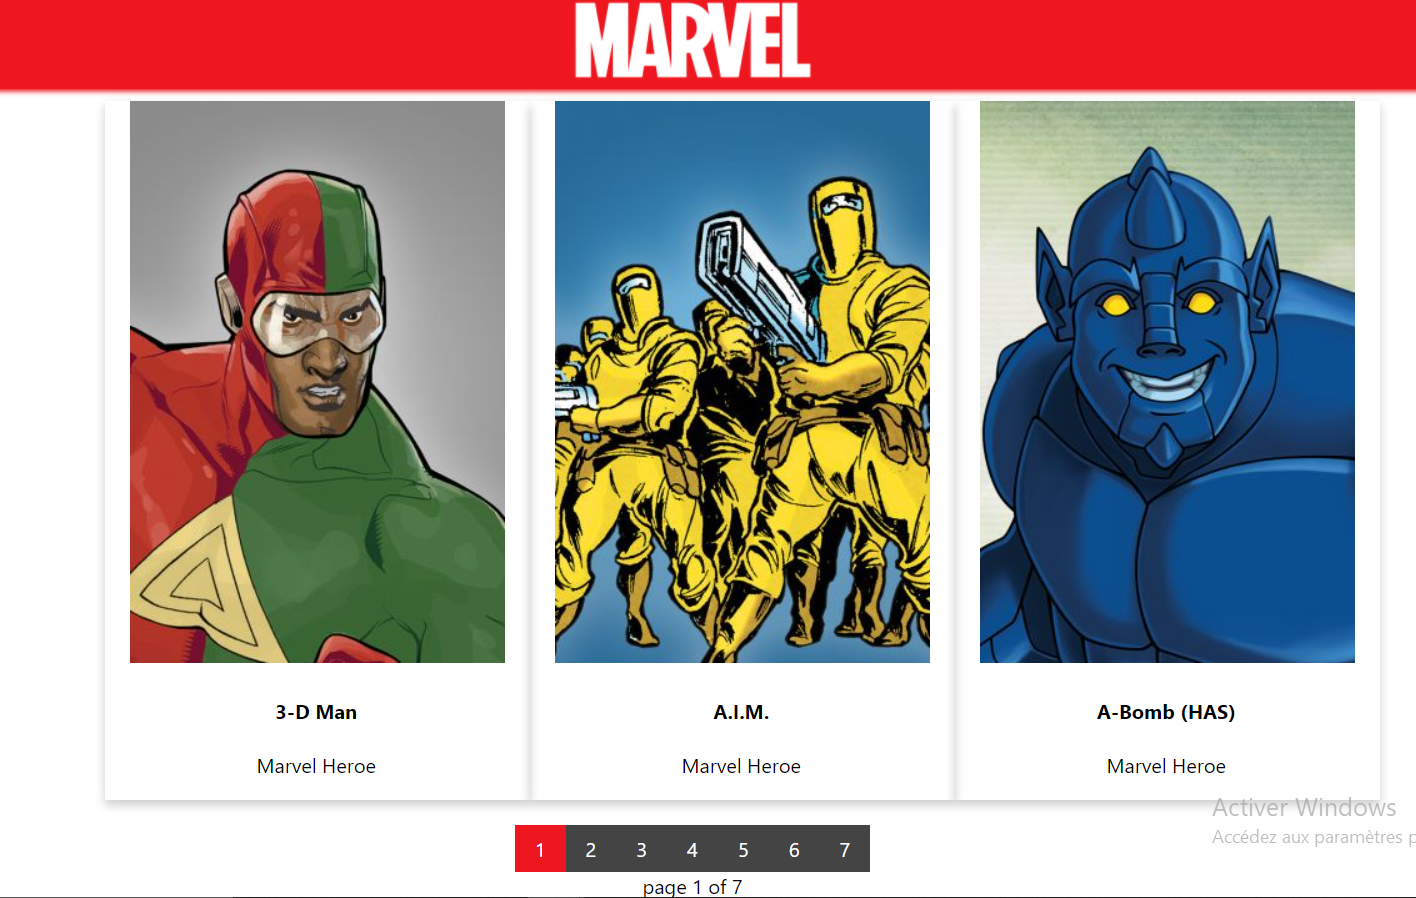 MARVEL
3-D Man
A.I.M.
A-Bomb (HAS)
Marvel Heroe
Marvel Heroe
Marvel Heroe
Activer Windows
Accédez aux paramètres
1 2 3 4 5 6 7
page 1 of 7